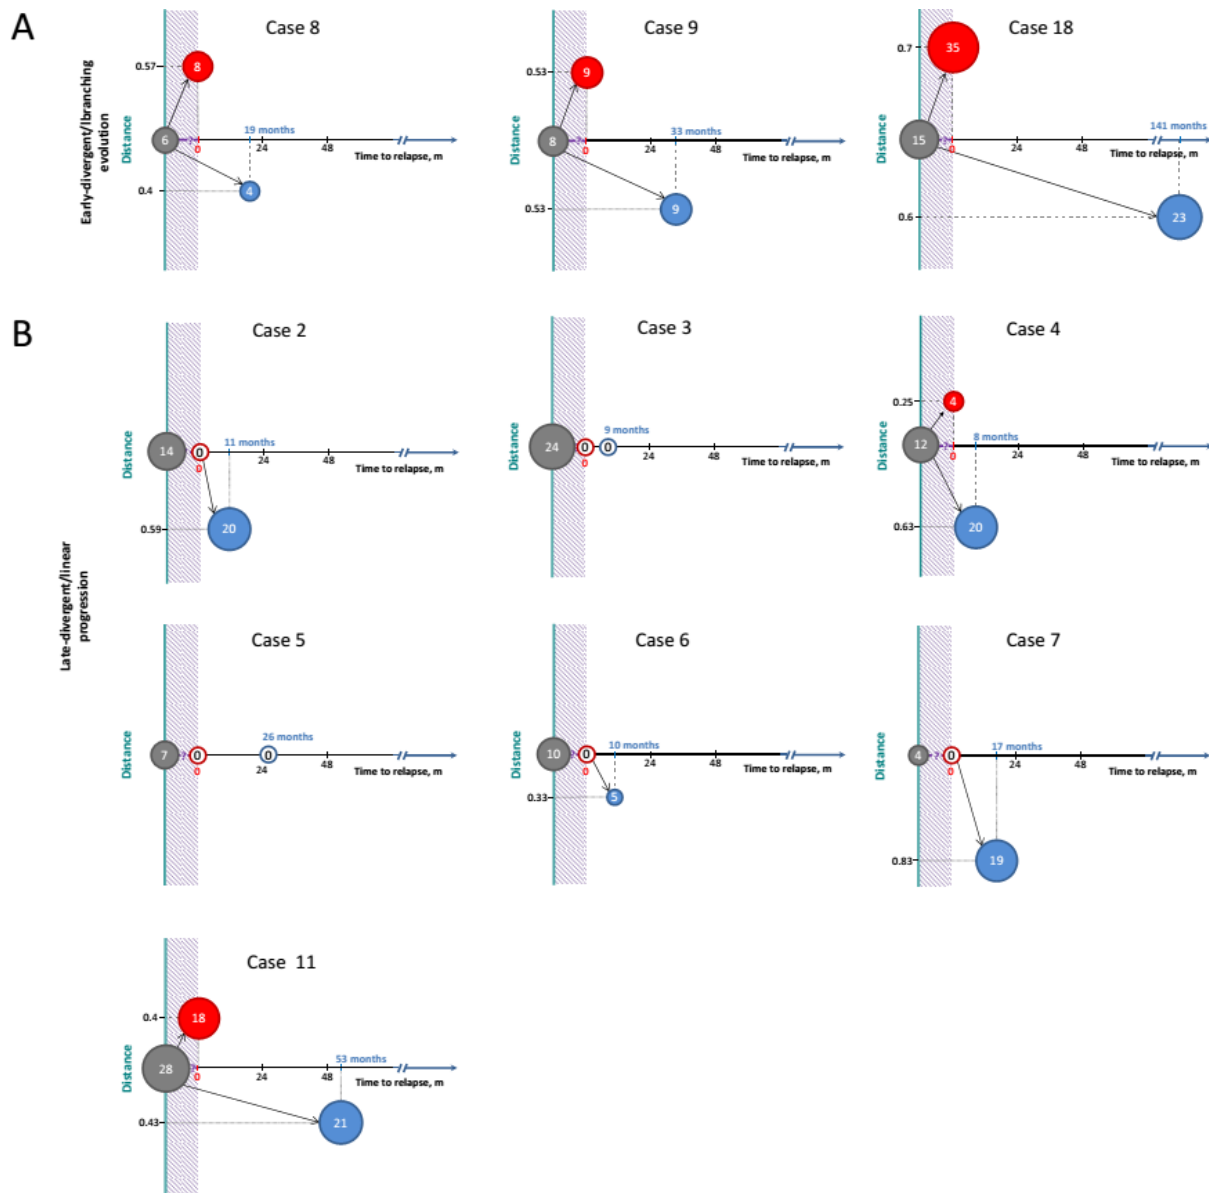 A
Early-divergent/lbranching
evolution
Case 8
Distance
0.57
0.4
8
6
?
0
4
19 months
24
48
Time to relapse, m
Case 9
Distance
0.53
0.53
9
8
?
0
9
33 months
24
48
Time to relapse, m
Case 18
Distance
0.7
0.6
35
15
?
0
23
141 months
24
48
Time to relapse, m
B
Late-divergent/linear
progression
Case 2
Distance
0.59
14
?
0
0
20
11 months
24
48
Time to relapse, m
Case 3
Distance
24
0
0
0
9 months
24
48
Time to relapse, m
Case 4
Distance
0.25
0.63
4
12
?
0
20
8 months
24
48
Time to relapse, m
Case 5
Distance
7
?
0
0
0
26 months
24
48
Time to relapse, m
Case 6
Distance
0.33
10
?
0
0
5
10 months
24
48
Time to relapse, m
Case 7
Distance
0.83
4
?
0
0
19
17 months
24
48
Time to relapse, m
Case 11
Distance
0.4
0.43
18
28
?
0
21
53 months
24
48
Time to relapse, m